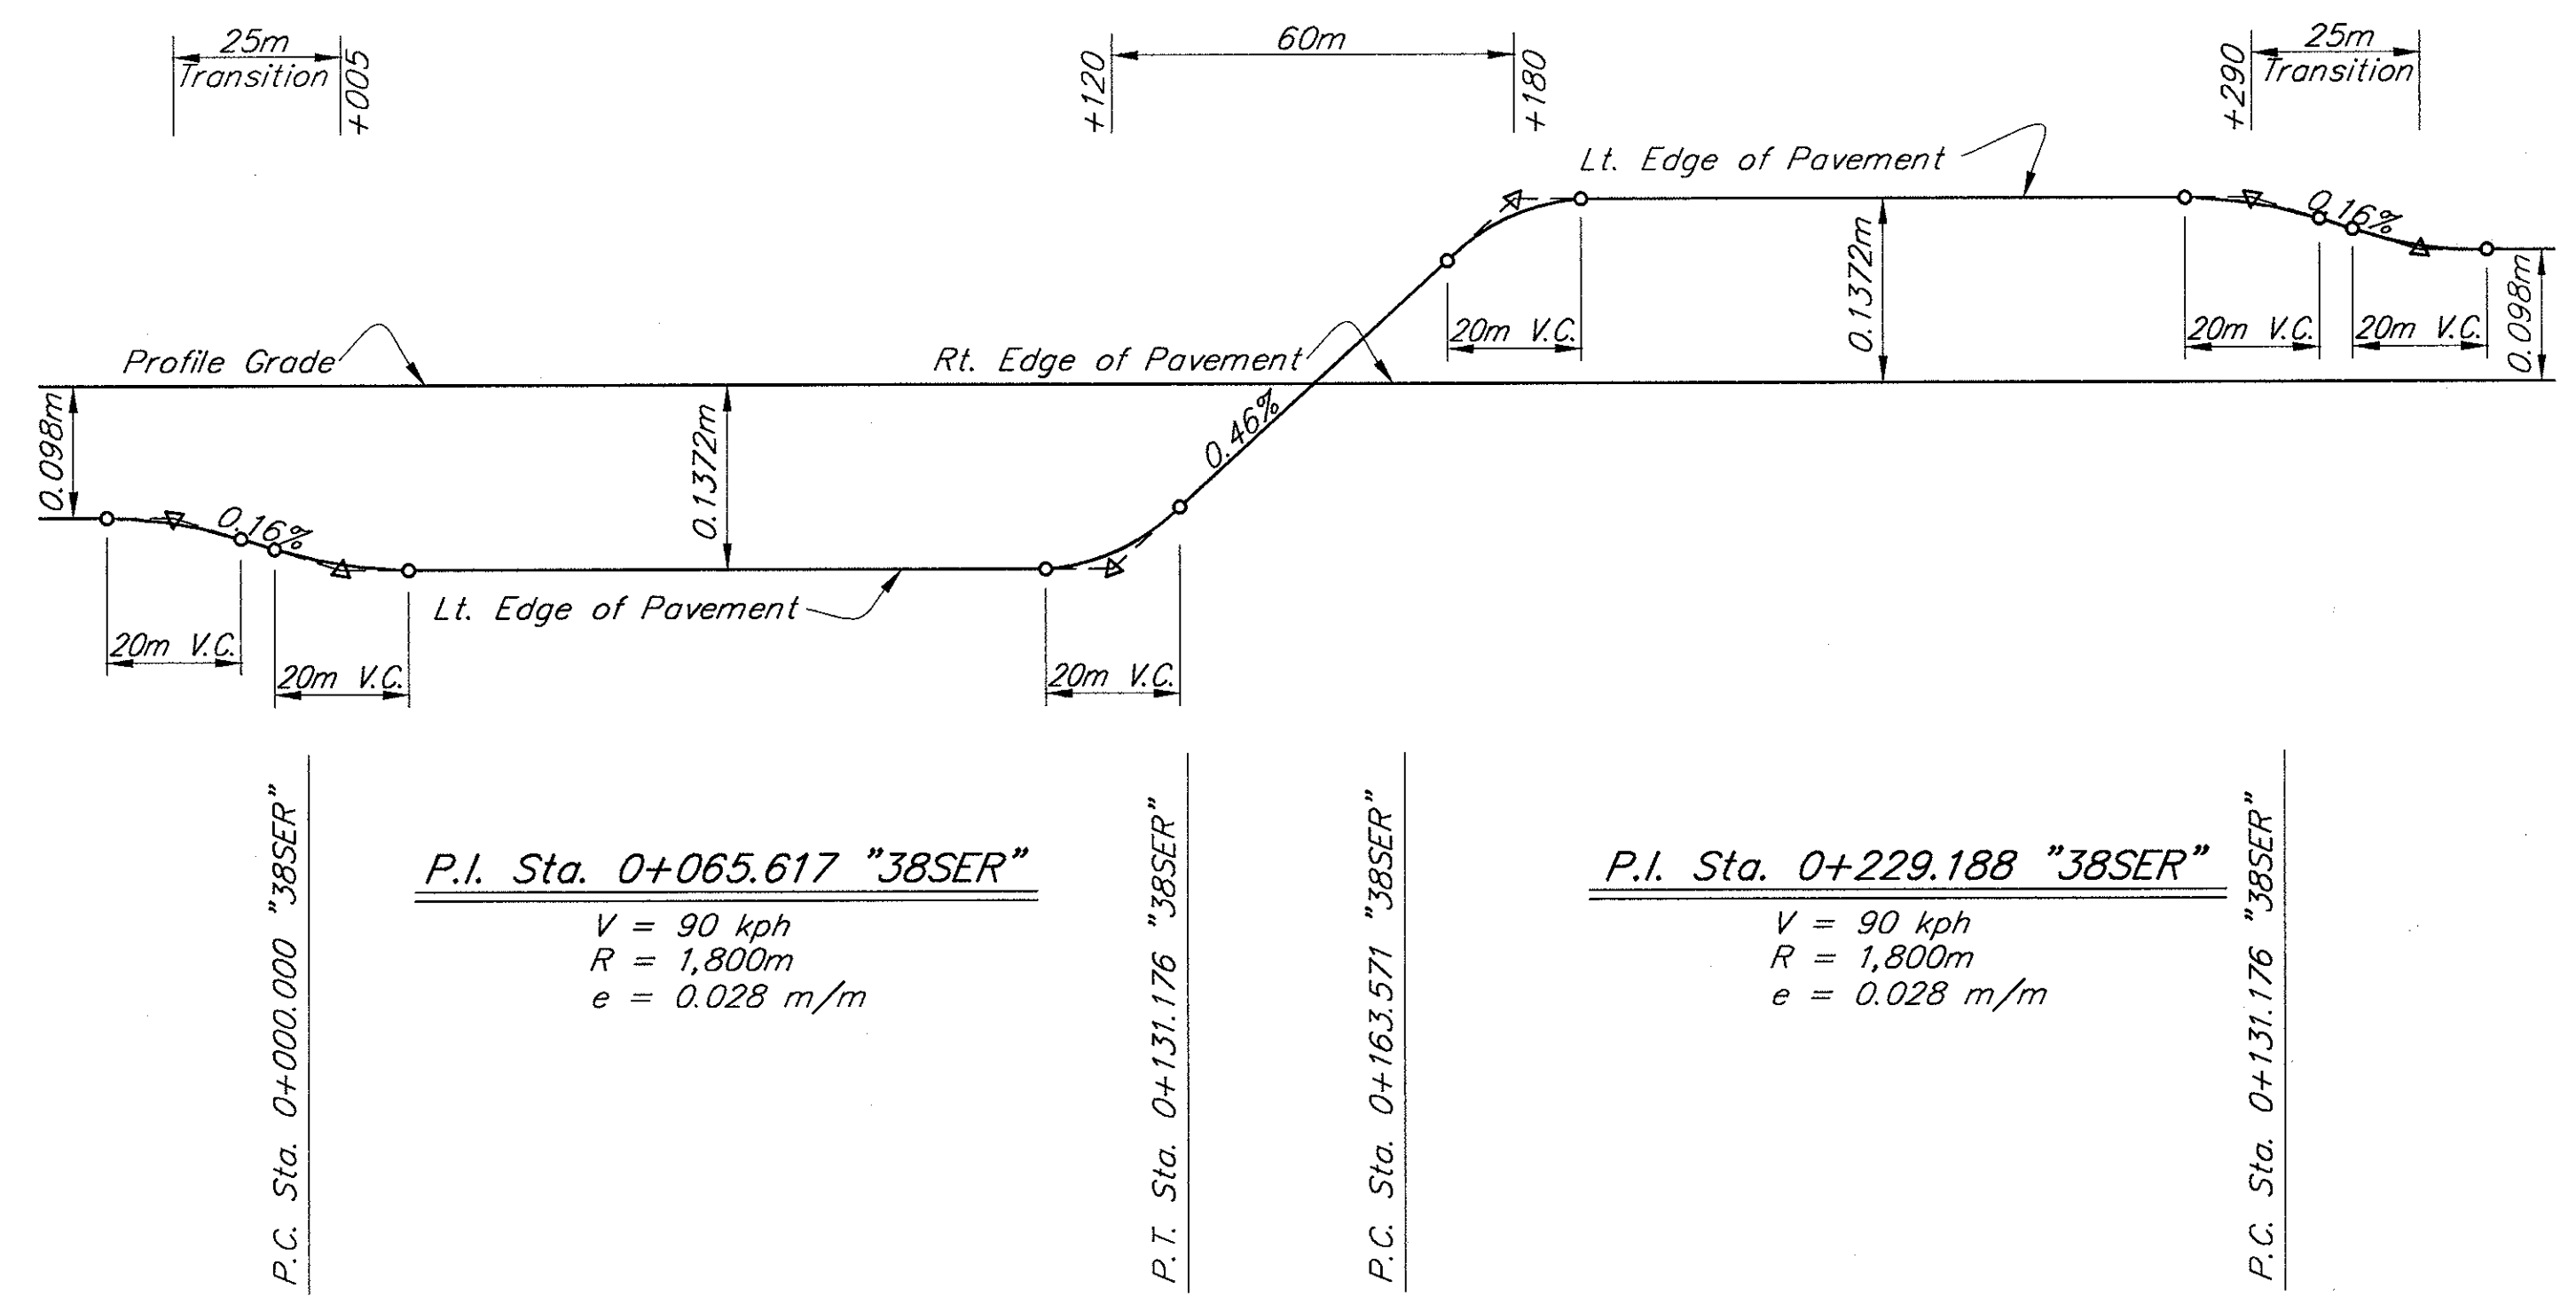 25m
Transition
+005
+120
60m
+180
+290
25m
Transition
Lt. Edge of Pavement
0.16%
Profile Grade
Rt. Edge of Pavement
20m V.C.
0.1372m
20m V.C.
20m V.C.
0.098m
0.098m
0.16%
0.1372m
0.46%
Lt. Edge of Pavement
20m V.C.
20m V.C.
20m V.C.
P.C. Sta. 0+000.000 "38SER"
P.I. Sta. 0+065.617 "38SER"
V = 90 kph
R = 1,800m
e = 0.028 m/m
P.T. Sta. 0+131.176 "38SER"
P.C. Sta. 0+163.571 "38SER"
P.I. Sta. 0+229.188 "38SER"
V = 90 kph
R = 1,800m
e = 0.028 m/m
P.C. Sta. 0+131.176 "38SER"